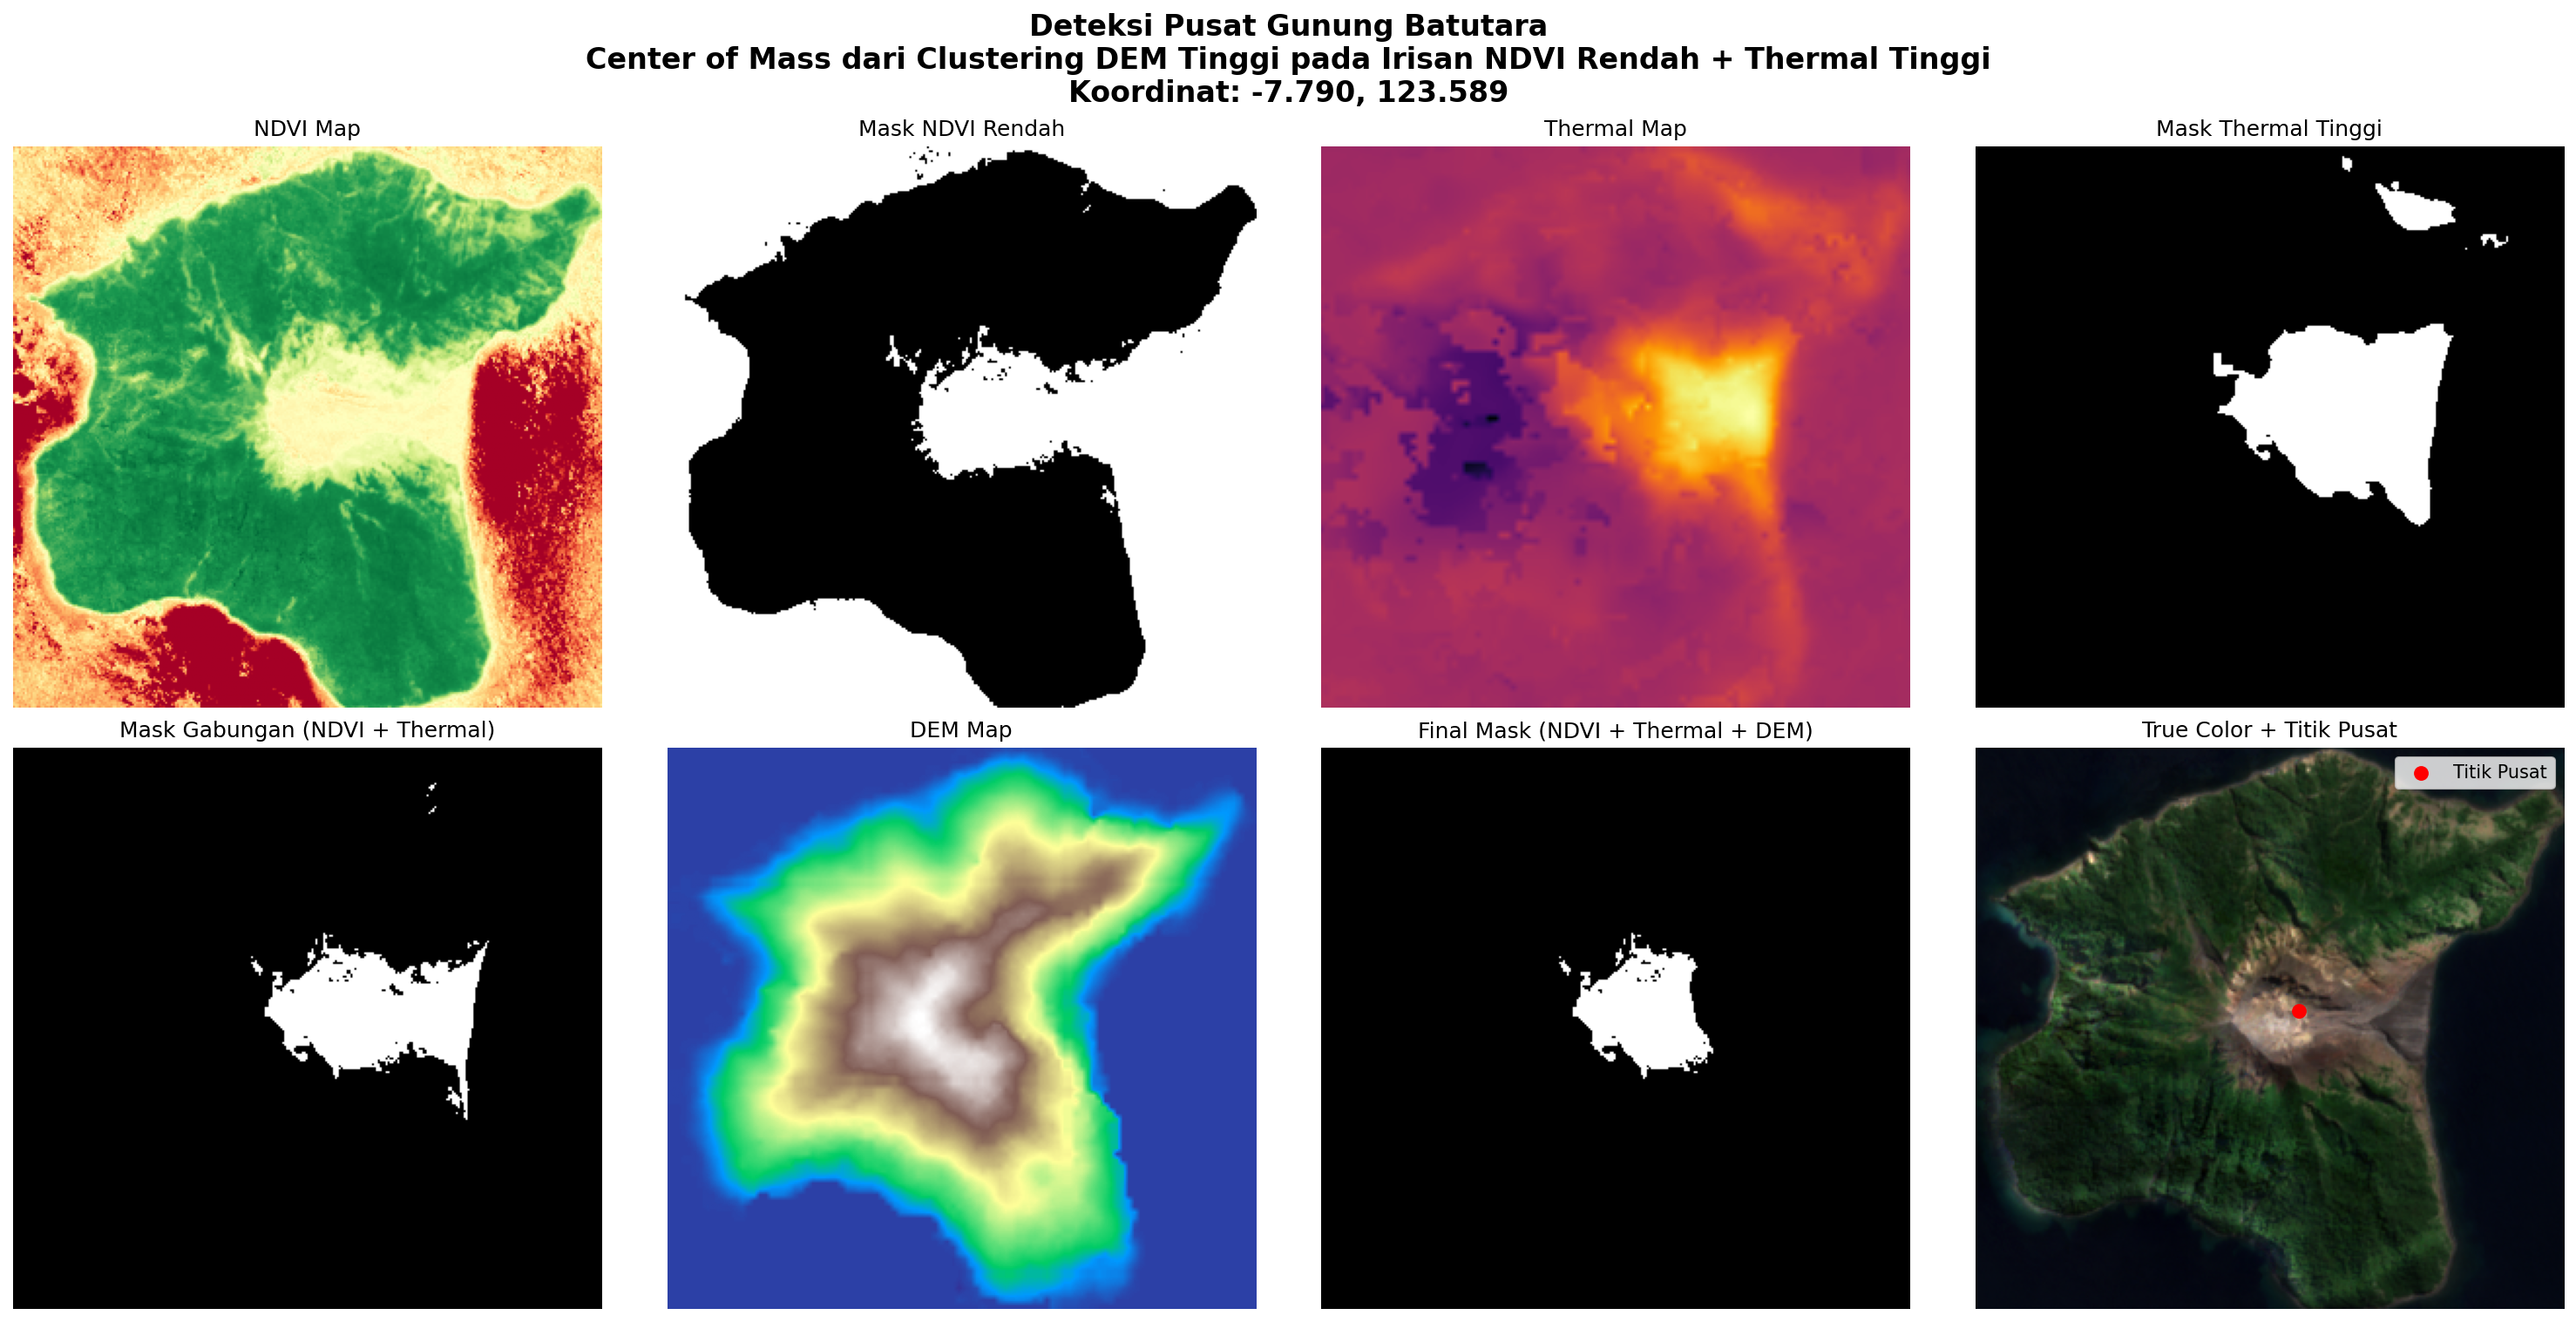 Deteksi Pusat Gunung Batutara
Center of Mass dari Clustering DEM Tinggi pada Irisan NDVI Rendah + Thermal Tinggi
Koordinat: -7.790, 123.589
NDVI Map
Mask NDVI Rendah
Thermal Map
Mask Thermal Tinggi
Mask Gabungan (NDVI + Thermal)
DEM Map
Final Mask (NDVI + Thermal + DEM)
True Color + Titik Pusat
Titik Pusat